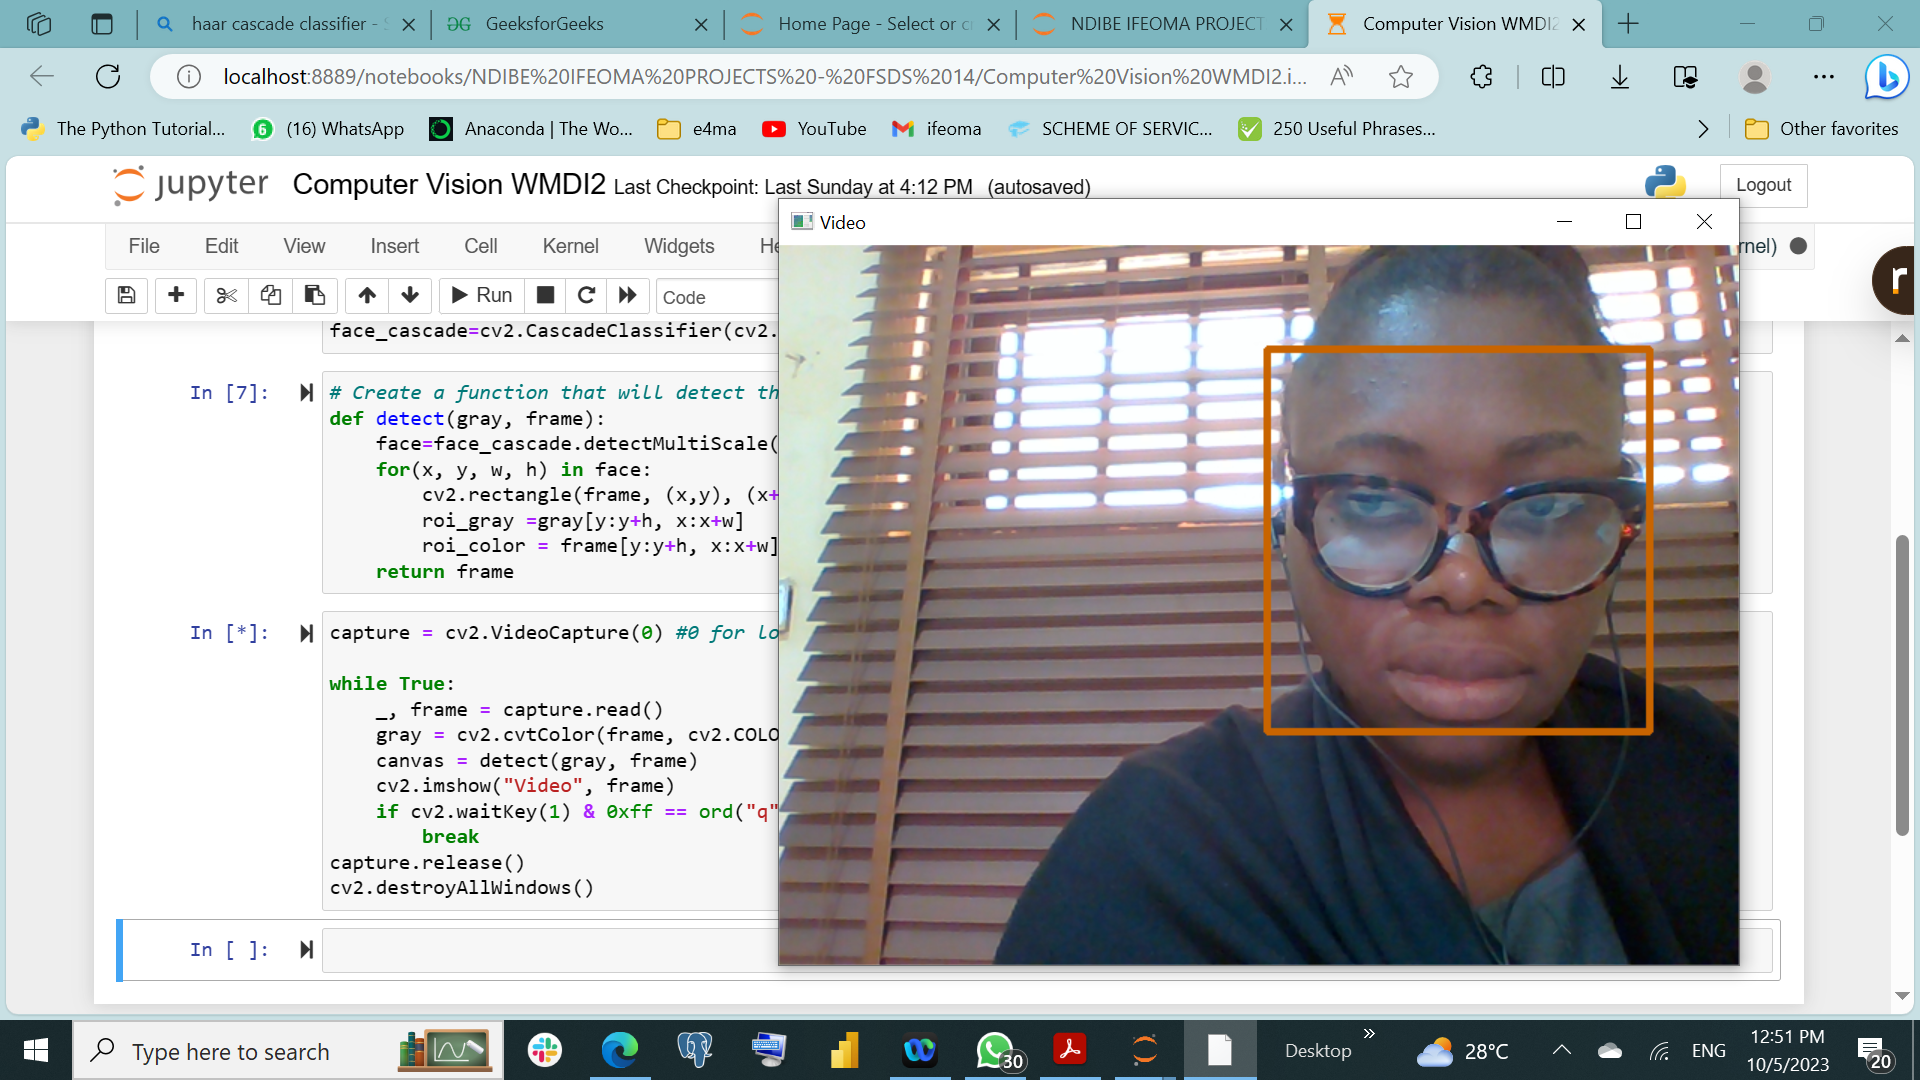 haar cascade classifier - S
GeeksforGeeks
Home Page - Select or cr
NDIBE IFEOMA PROJECT
Computer Vision WMDI2
localhost:8889/notebooks/NDIBE%20IFEOMA%20PROJECTS%20-%20FSDS%2014/Computer%20Vision%20WMDI2.i...
The Python Tutorial...
(16) WhatsApp
Anaconda | The Wo...
e4ma
YouTube
ifeoma
SCHEME OF SERVIC...
250 Useful Phrases...
Other favorites
jupyter Computer Vision WMDI2 Last Checkpoint: Last Sunday at 4:12 PM (autosaved)
Logout
File Edit View Insert Cell Kernel Widgets He
rnel)
Run
Code
r
Video
face_cascade=cv2.CascadeClassifier(cv2.
In [7]: # Create a function that will detect th
def detect(gray, frame):
    face=face_cascade.detectMultiScale(
    for(x, y, w, h) in face:
        cv2.rectangle(frame, (x,y), (x+
        roi_gray =gray[y:y+h, x:x+w]
        roi_color = frame[y:y+h, x:x+w]
    return frame
In [*]: capture = cv2.VideoCapture(0) #0 for lo
while True:
    _, frame = capture.read()
    gray = cv2.cvtColor(frame, cv2.COLO
    canvas = detect(gray, frame)
    cv2.imshow("Video", frame)
    if cv2.waitKey(1) & 0xff == ord("q"
        break
capture.release()
cv2.destroyAllWindows()
In [ ]:
Type here to search
30
Desktop
»
28°C
ENG
12:51 PM
10/5/2023
20